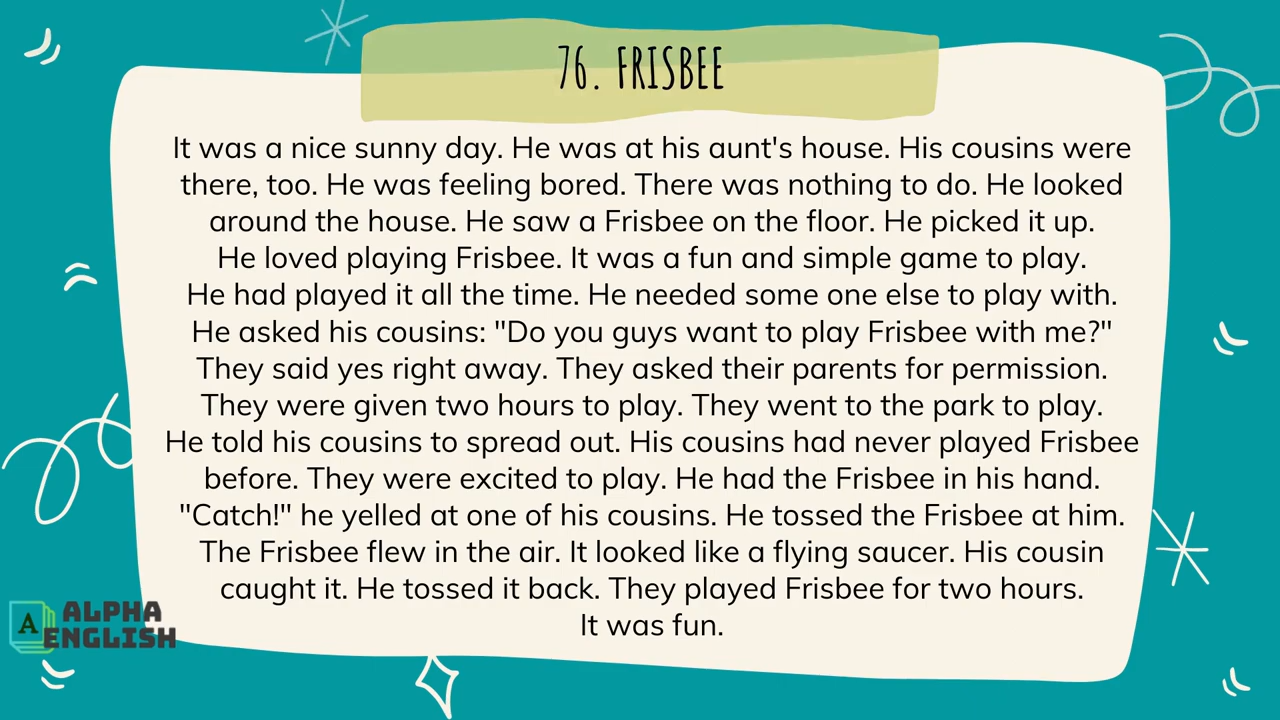 76. FRISBEE
It was a nice sunny day. He was at his aunt's house. His cousins were
there, too. He was feeling bored. There was nothing to do. He looked
around the house. He saw a Frisbee on the floor. He picked it up.
He loved playing Frisbee. It was a fun and simple game to play.
He had played it all the time. He needed some one else to play with.
He asked his cousins: "Do you guys want to play Frisbee with me?"
They said yes right away. They asked their parents for permission.
They were given two hours to play. They went to the park to play.
He told his cousins to spread out. His cousins had never played Frisbee
before. They were excited to play. He had the Frisbee in his hand.
"Catch!" he yelled at one of his cousins. He tossed the Frisbee at him.
The Frisbee flew in the air. It looked like a flying saucer. His cousin
caught it. He tossed it back. They played Frisbee for two hours.
It was fun.
A
ALPHA
ENGLISH